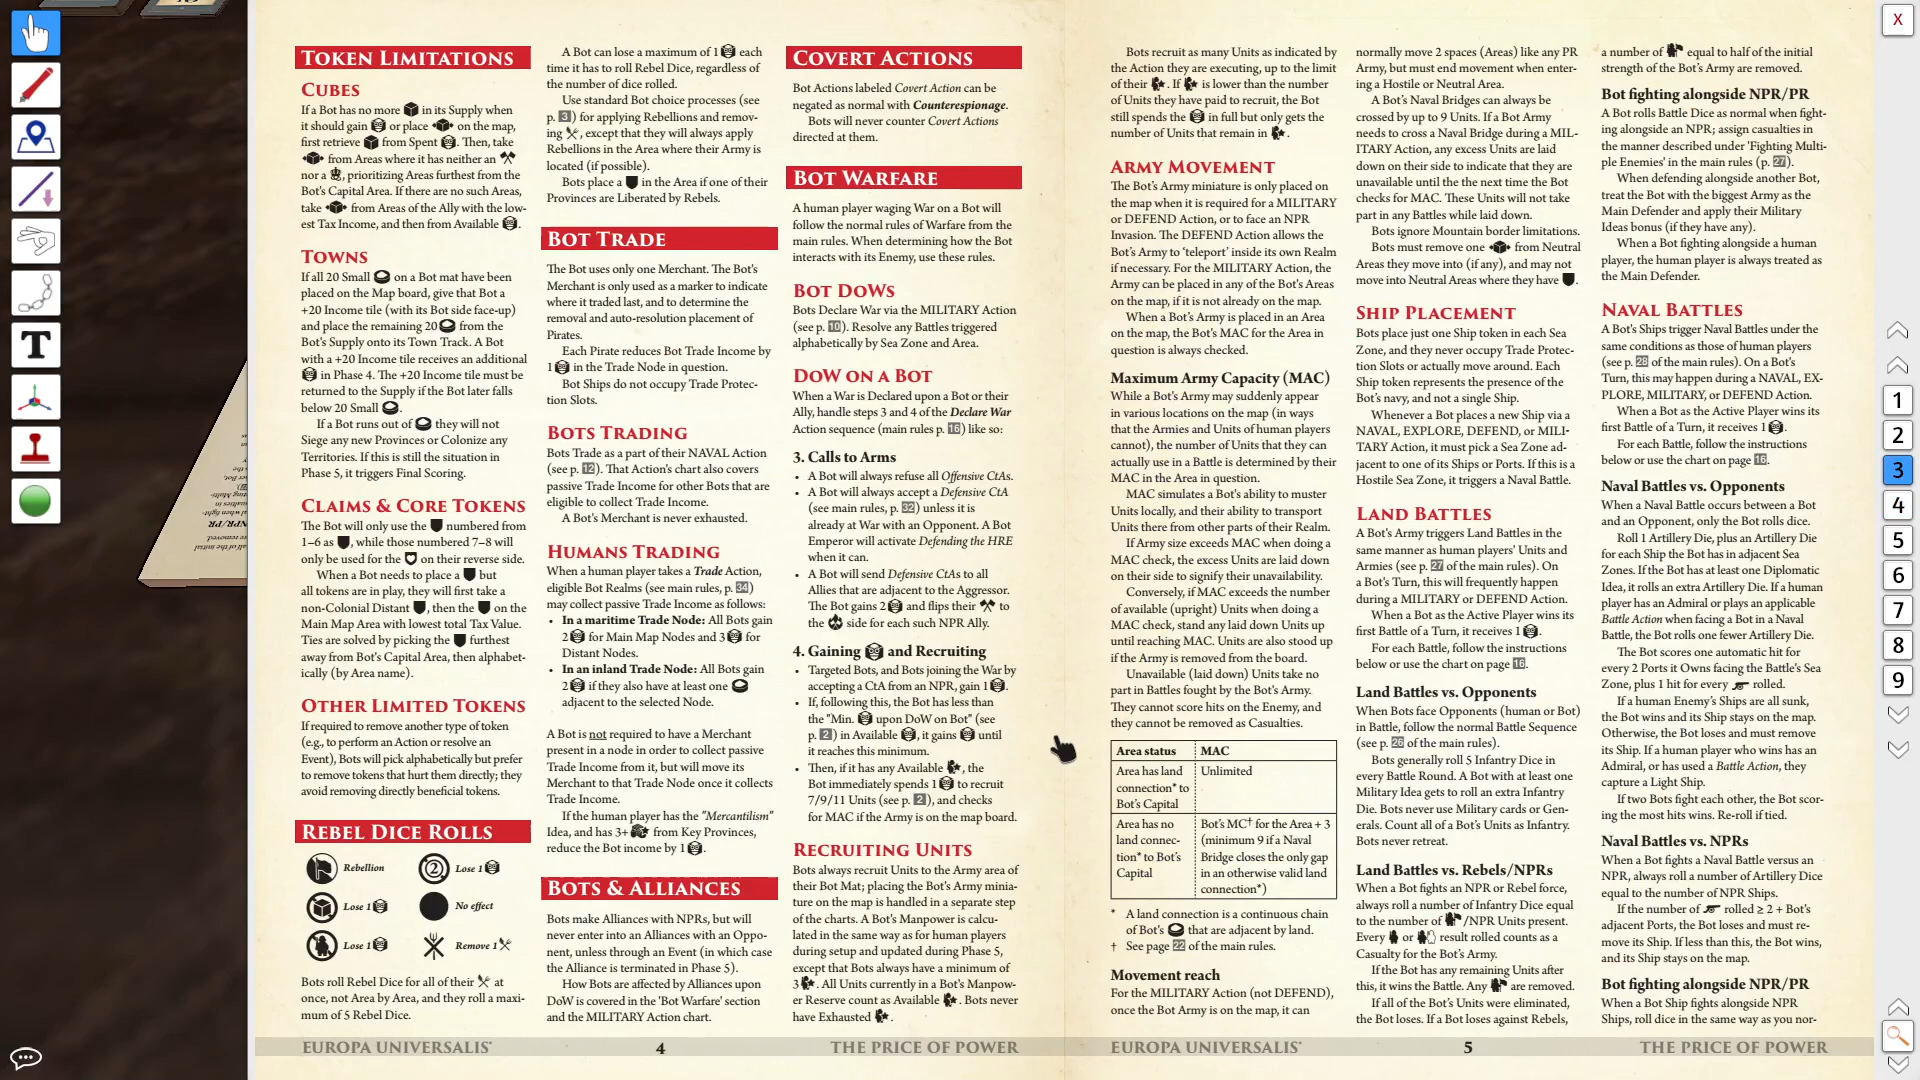 TOKEN LIMITATIONS
CUBES
If a Bot has no more in its Supply when
it should gain or place on the map,
first retrieve from Spent . Then, take
from Areas where it has neither an
nor a , prioritizing Areas furthest from the
Bot's Capital Area. If there are no such Areas,
take from Areas of the Ally with the low-
est Tax Income, and then from Available .
TOWNS
If all 20 Small on a Bot mat have been
placed on the Map board, give that Bot a
+20 Income tile (with its Bot side face-up)
and place the remaining 20 from the
Bot's Supply onto its Town Track. A Bot
with a +20 Income tile receives an additional
in Phase 4. The +20 Income tile must be
returned to the Supply if the Bot later falls
below 20 Small .
If a Bot runs out of they will not
Siege any new Provinces or Colonize any
Territories. If this is still the situation in
Phase 5, it triggers Final Scoring.
CLAIMS & CORE TOKENS
The Bot will only use the numbered from
1–6 as , while those numbered 7–8 will
only be used for the on their reverse side.
When a Bot needs to place a but
all tokens are in play, they will first take a
non-Colonial Distant , then the on the
Main Map Area with lowest total Tax Value.
Ties are solved by picking the furthest
away from Bot's Capital Area, then alphabet-
ically (by Area name).
OTHER LIMITED TOKENS
If required to remove another type of token
(e.g., to perform an Action or resolve an
Event), Bots will pick alphabetically but prefer
to remove tokens that hurt them directly; they
avoid removing directly beneficial tokens.
REBEL DICE ROLLS
Rebellion
2 Lose 1
Lose 1
No effect
Lose 1
Remove 1
Bots roll Rebel Dice for all of their at
once, not Area by Area, and they roll a maxi-
mum of 5 Rebel Dice.
A Bot can lose a maximum of 1 each
time it has to roll Rebel Dice, regardless of
the number of dice rolled.
Use standard Bot choice processes (see
p. 3) for applying Rebellions and remov-
ing , except that they will always apply
Rebellions in the Area where their Army is
located (if possible).
Bots place a in the Area if one of their
Provinces are Liberated by Rebels.
BOT TRADE
The Bot uses only one Merchant. The Bot's
Merchant is only used as a marker to indicate
where it traded last, and to determine the
removal and auto-resolution placement of
Pirates.
Each Pirate reduces Bot Trade Income by
1 in the Trade Node in question.
Bot Ships do not occupy Trade Protec-
tion Slots.
BOTS TRADING
Bots Trade as a part of their NAVAL Action
(see p. 12). That Action's chart also covers
passive Trade Income for other Bots that are
eligible to collect Trade Income.
A Bot's Merchant is never exhausted.
HUMANS TRADING
When a human player takes a Trade Action,
eligible Bot Realms (see main rules, p. 34)
may collect passive Trade Income as follows:
• In a maritime Trade Node: All Bots gain
2 for Main Map Nodes and 3 for
Distant Nodes.
• In an inland Trade Node: All Bots gain
2 if they also have at least one
adjacent to the selected Node.
A Bot is not required to have a Merchant
present in a node in order to collect passive
Trade Income from it, but will move its
Merchant to that Trade Node once it collects
Trade Income.
If the human player has the "Mercantilism"
Idea, and has 3+ from Key Provinces,
reduce the Bot income by 1 .
BOTS & ALLIANCES
Bots make Alliances with NPRs, but will
never enter into an Alliances with an Oppo-
nent, unless through an Event (in which case
the Alliance is terminated in Phase 5).
How Bots are affected by Alliances upon
DoW is covered in the 'Bot Warfare' section
and the MILITARY Action chart.
COVERT ACTIONS
Bot Actions labeled Covert Action can be
negated as normal with Counterespionage.
Bots will never counter Covert Actions
directed at them.
BOT WARFARE
A human player waging War on a Bot will
follow the normal rules of Warfare from the
main rules. When determining how the Bot
interacts with its Enemy, use these rules.
BOT DOWS
Bots Declare War via the MILITARY Action
(see p. 10). Resolve any Battles triggered
alphabetically by Sea Zone and Area.
DOW ON A BOT
When a War is Declared upon a Bot or their
Ally, handle steps 3 and 4 of the Declare War
Action sequence (main rules p. 16) like so:
3. Calls to Arms
• A Bot will always refuse all Offensive CtAs.
• A Bot will always accept a Defensive CtA
(see main rules, p. 32) unless it is
already at War with an Opponent. A Bot
Emperor will activate Defending the HRE
when it can.
• A Bot will send Defensive CtAs to all
Allies that are adjacent to the Aggressor.
The Bot gains 2 and flips their to
the side for each such NPR Ally.
4. Gaining and Recruiting
• Targeted Bots, and Bots joining the War by
accepting a CtA from an NPR, gain 1 .
• If, following this, the Bot has less than
the "Min. upon DoW on Bot" (see
p. 2) in Available , it gains until
it reaches this minimum.
• Then, if it has any Available , the
Bot immediately spends 1 to recruit
7/9/11 Units (see p. 2), and checks
for MAC if the Army is on the map board.
RECRUITING UNITS
Bots always recruit Units to the Army area of
their Bot Mat; placing the Bot's Army minia-
ture on the map is handled in a separate step
of the charts. A Bot's Manpower is calcu-
lated in the same way as for human players
during setup and updated during Phase 5,
except that Bots always have a minimum of
3 . All Units currently in a Bot's Manpow-
er Reserve count as Available . Bots never
have Exhausted .
EUROPA UNIVERSALIS 4 THE PRICE OF POWER
Bots recruit as many Units as indicated by
the Action they are executing, up to the limit
of their . If is lower than the number
of Units they have paid to recruit, the Bot
still spends the in full but only gets the
number of Units that remain in .
ARMY MOVEMENT
The Bot's Army miniature is only placed on
the map when it is required for a MILITARY
or DEFEND Action, or to face an NPR
Invasion. The DEFEND Action allows the
Bot's Army to 'teleport' inside its own Realm
if necessary. For the MILITARY Action, the
Army can be placed in any of the Bot's Areas
on the map, if it is not already on the map.
When a Bot's Army is placed in an Area
on the map, the Bot's MAC for the Area in
question is always checked.
Maximum Army Capacity (MAC)
While a Bot's Army may suddenly appear
in various locations on the map (in ways
that the Armies and Units of human players
cannot), the number of Units that they can
actually use in a Battle is determined by their
MAC in the Area in question.
MAC simulates a Bot's ability to muster
Units locally, and their ability to transport
Units there from other parts of their Realm.
If Army size exceeds MAC when doing a
MAC check, the excess Units are laid down
on their side to signify their unavailability.
Conversely, if MAC exceeds the number
of available (upright) Units when doing a
MAC check, stand any laid down Units up
until reaching MAC. Units are also stood up
if the Army is removed from the board.
Unavailable (laid down) Units take no
part in Battles fought by the Bot's Army.
They cannot score hits on the Enemy, and
they cannot be removed as Casualties.
Area status MAC
Area has land
connection* to
Bot's Capital
Unlimited
Area has no
land connec-
tion* to Bot's
Capital
Bot's MC† for the Area + 3
(minimum 9 if a Naval
Bridge closes the only gap
in an otherwise valid land
connection*)
* A land connection is a continuous chain
of Bot's that are adjacent by land.
† See page 22 of the main rules.
Movement reach
For the MILITARY Action (not DEFEND),
once the Bot Army is on the map, it can
normally move 2 spaces (Areas) like any PR
Army, but must end movement when enter-
ing a Hostile or Neutral Area.
A Bot's Naval Bridges can always be
crossed by up to 9 Units. If a Bot Army
needs to cross a Naval Bridge during a MIL-
ITARY Action, any excess Units are laid
down on their side to indicate that they are
unavailable until the the next time the Bot
checks for MAC. These Units will not take
part in any Battles while laid down.
Bots ignore Mountain border limitations.
Bots must remove one from Neutral
Areas they move into (if any), and may not
move into Neutral Areas where they have .
SHIP PLACEMENT
Bots place just one Ship token in each Sea
Zone, and they never occupy Trade Protec-
tion Slots or actually move around. Each
Ship token represents the presence of the
Bot's navy, and not a single Ship.
Whenever a Bot places a new Ship via a
NAVAL, EXPLORE, DEFEND, or MILI-
TARY Action, it must pick a Sea Zone ad-
jacent to one of its Ships or Ports. If this is a
Hostile Sea Zone, it triggers a Naval Battle.
LAND BATTLES
A Bot's Army triggers Land Battles in the
same manner as human players' Units and
Armies (see p. 27 of the main rules). On
a Bot's Turn, this will frequently happen
during a MILITARY or DEFEND Action.
When a Bot as the Active Player wins its
first Battle of a Turn, it receives 1 .
For each Battle, follow the instructions
below or use the chart on page 16.
Land Battles vs. Opponents
When Bots face Opponents (human or Bot)
in Battle, follow the normal Battle Sequence
(see p. 26 of the main rules).
Bots generally roll 5 Infantry Dice in
every Battle Round. A Bot with at least one
Military Idea gets to roll an extra Infantry
Die. Bots never use Military cards or Gen-
erals. Count all of a Bot's Units as Infantry.
Bots never retreat.
Land Battles vs. Rebels/NPRs
When a Bot fights an NPR or Rebel force,
always roll a number of Infantry Dice equal
to the number of /NPR Units present.
Every or result rolled counts as a
Casualty for the Bot's Army.
If the Bot has any remaining Units after
this, it wins the Battle. Any are removed.
If all of the Bot's Units were eliminated,
the Bot loses. If a Bot loses against Rebels,
a number of equal to half of the initial
strength of the Bot's Army are removed.
Bot fighting alongside NPR/PR
A Bot rolls Battle Dice as normal when fight-
ing alongside an NPR; assign casualties in
the manner described under 'Fighting Multi-
ple Enemies' in the main rules (p. 27).
When defending alongside another Bot,
treat the Bot with the biggest Army as the
Main Defender and apply their Military
Ideas bonus (if they have any).
When a Bot fighting alongside a human
player, the human player is always treated as
the Main Defender.
NAVAL BATTLES
A Bot's Ships trigger Naval Battles under the
same conditions as those of human players
(see p. 28 of the main rules). On a Bot's
Turn, this may happen during a NAVAL, EX-
PLORE, MILITARY, or DEFEND Action.
When a Bot as the Active Player wins its
first Battle of a Turn, it receives 1 .
For each Battle, follow the instructions
below or use the chart on page 16.
Naval Battles vs. Opponents
When a Naval Battle occurs between a Bot
and an Opponent, only the Bot rolls dice.
Roll 1 Artillery Die, plus an Artillery Die
for each Ship the Bot has in adjacent Sea
Zones. If the Bot has at least one Diplomatic
Idea, it rolls an extra Artillery Die. If a human
player has an Admiral or plays an applicable
Battle Action when facing a Bot in a Naval
Battle, the Bot rolls one fewer Artillery Die.
The Bot scores one automatic hit for
every 2 Ports it Owns facing the Battle's Sea
Zone, plus 1 hit for every rolled.
If a human Enemy's Ships are all sunk,
the Bot wins and its Ship stays on the map.
Otherwise, the Bot loses and must remove
its Ship. If a human player who wins has an
Admiral, or has used a Battle Action, they
capture a Light Ship.
If two Bots fight each other, the Bot scor-
ing the most hits wins. Re-roll if tied.
Naval Battles vs. NPRs
When a Bot fights a Naval Battle versus an
NPR, always roll a number of Artillery Dice
equal to the number of NPR Ships.
If the number of rolled ≥ 2 + Bot's
adjacent Ports, the Bot loses and must re-
move its Ship. If less than this, the Bot wins,
and its Ship stays on the map.
Bot fighting alongside NPR/PR
When a Bot Ship fights alongside NPR
Ships, roll dice in the same way as you nor-
EUROPA UNIVERSALIS 5 THE PRICE OF POWER
T
X
1
2
3
4
5
6
7
8
9